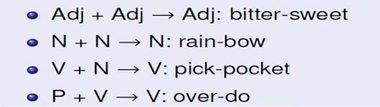 Adj + Adj → Adj: bitter-sweet
N + N → N: rain-bow
V + N → V: pick-pocket
P + V → V: over-do